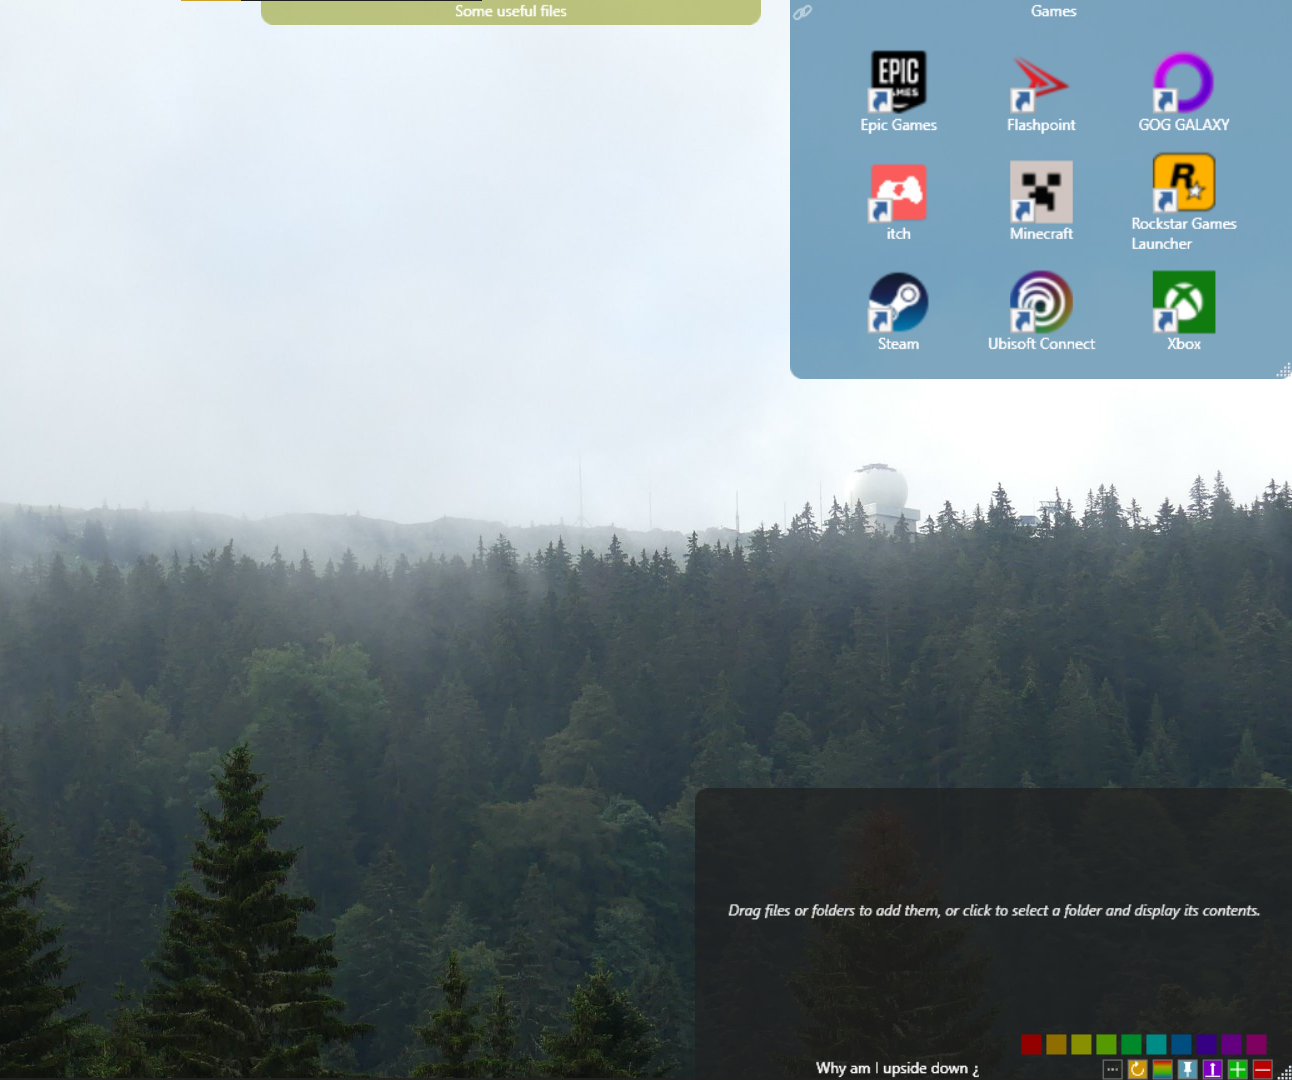 Some useful files
Games
EPIC
GAMES
Epic Games
Flashpoint
GOG GALAXY
itch
Minecraft
R
Rockstar Games
Launcher
Steam
Ubisoft Connect
Xbox
Drag files or folders to add them, or click to select a folder and display its contents.
Why am I upside down ¿